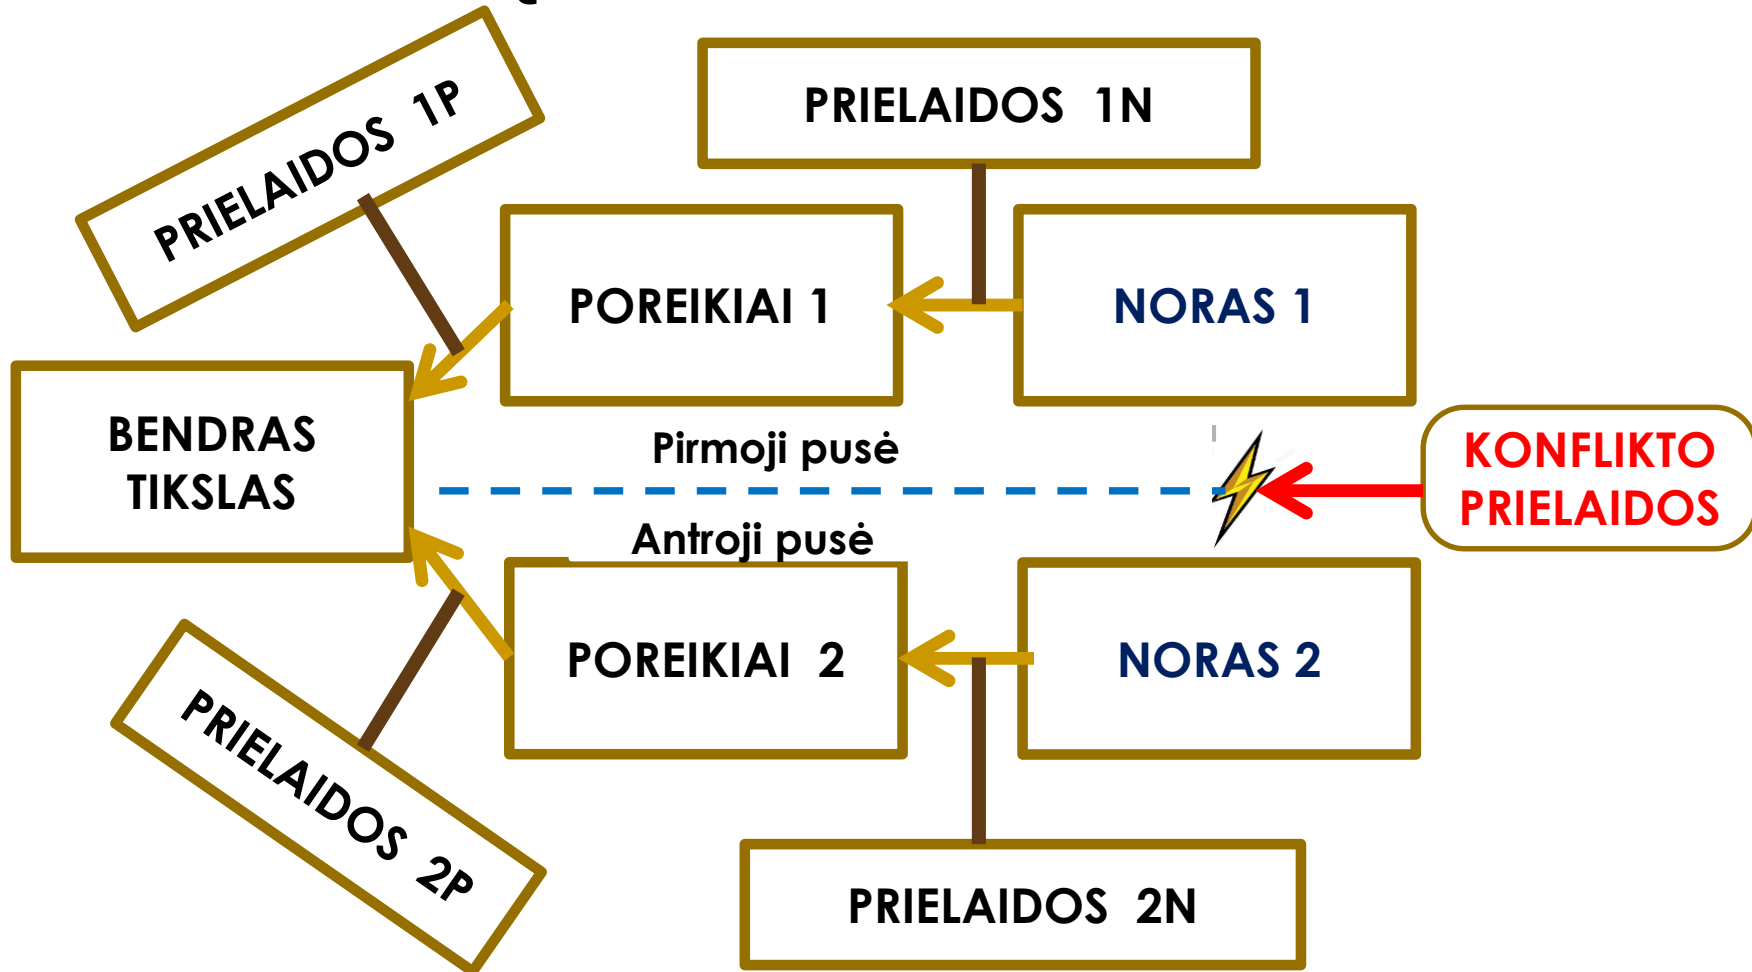 PRIELAIDOS 1P
PRIELAIDOS 1N
POREIKIAI 1
NORAS 1
BENDRAS
TIKSLAS
Pirmoji pusė
KONFLIKTO
PRIELAIDOS
Antroji pusė
POREIKIAI 2
NORAS 2
PRIELAIDOS 2P
PRIELAIDOS 2N